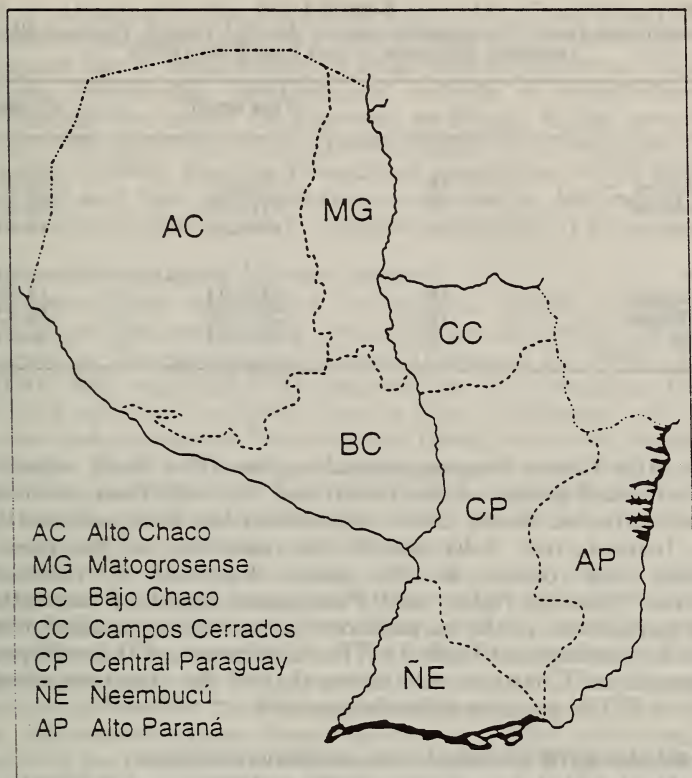 AC
MG
CC
BC
CP
AP
ÑE
AC Alto Chaco
MG Matogrosense
BC Bajo Chaco
CC Campos Cerrados
CP Central Paraguay
ÑE Ñeembucú
AP Alto Paraná